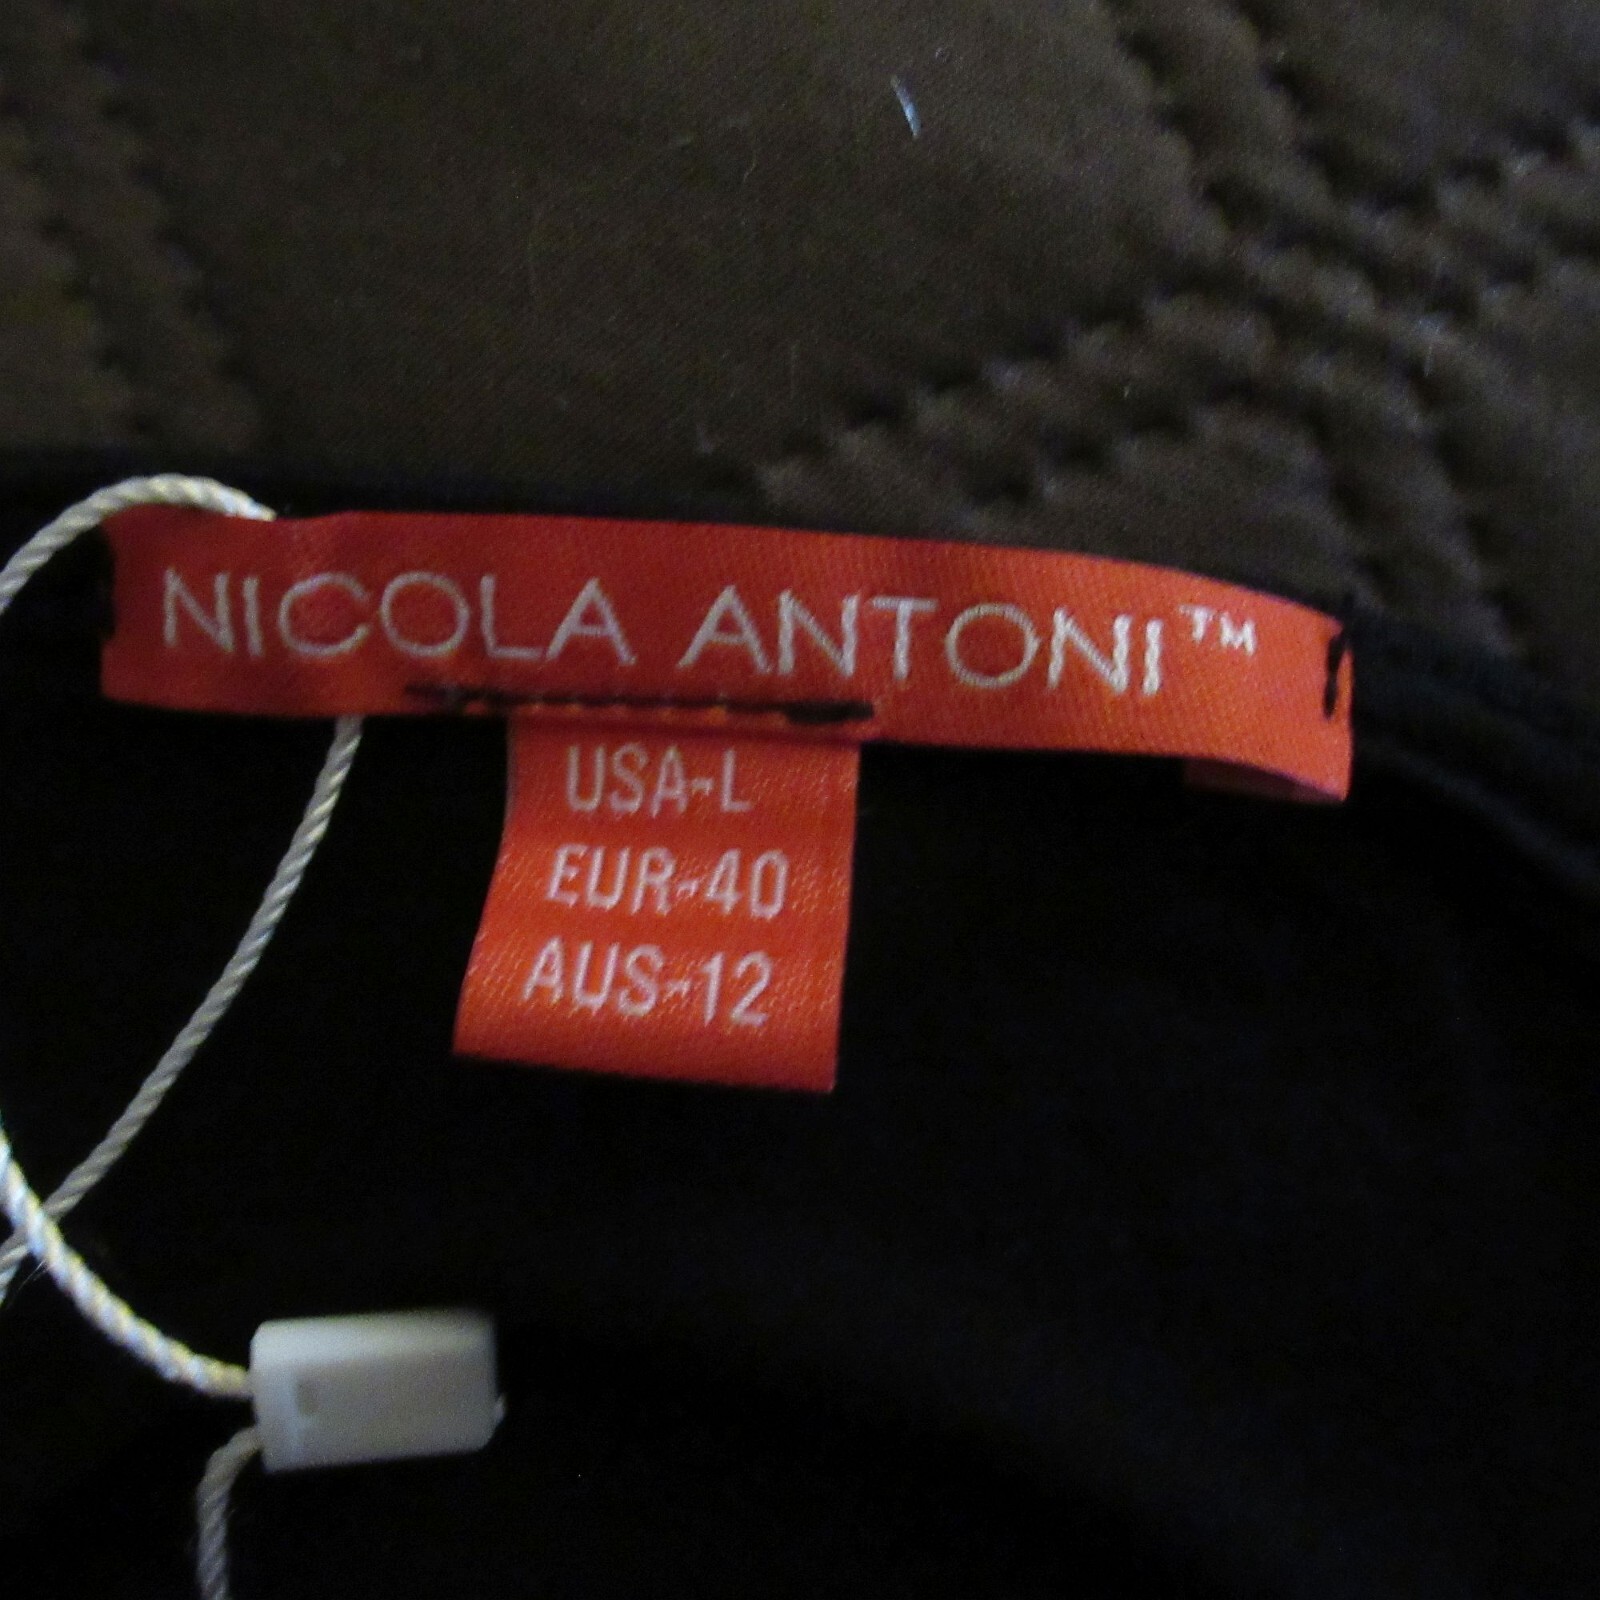 NICOLA ANTONI™
USA-L
EUR-40
AUS-12